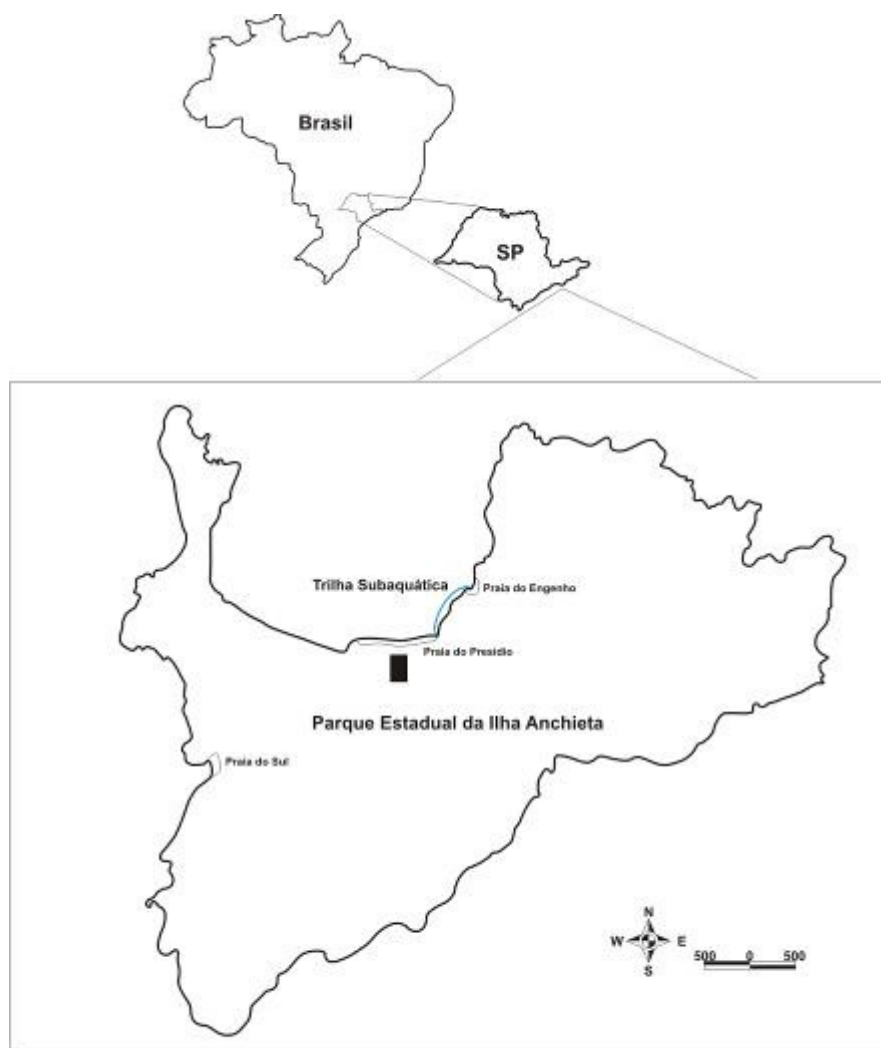 Brasil
SP
Trilha Subaquática
Praia do Engenho
Praia do Presídio
Parque Estadual da Ilha Anchieta
Praia do Sul
N
W E
S
500 0 500